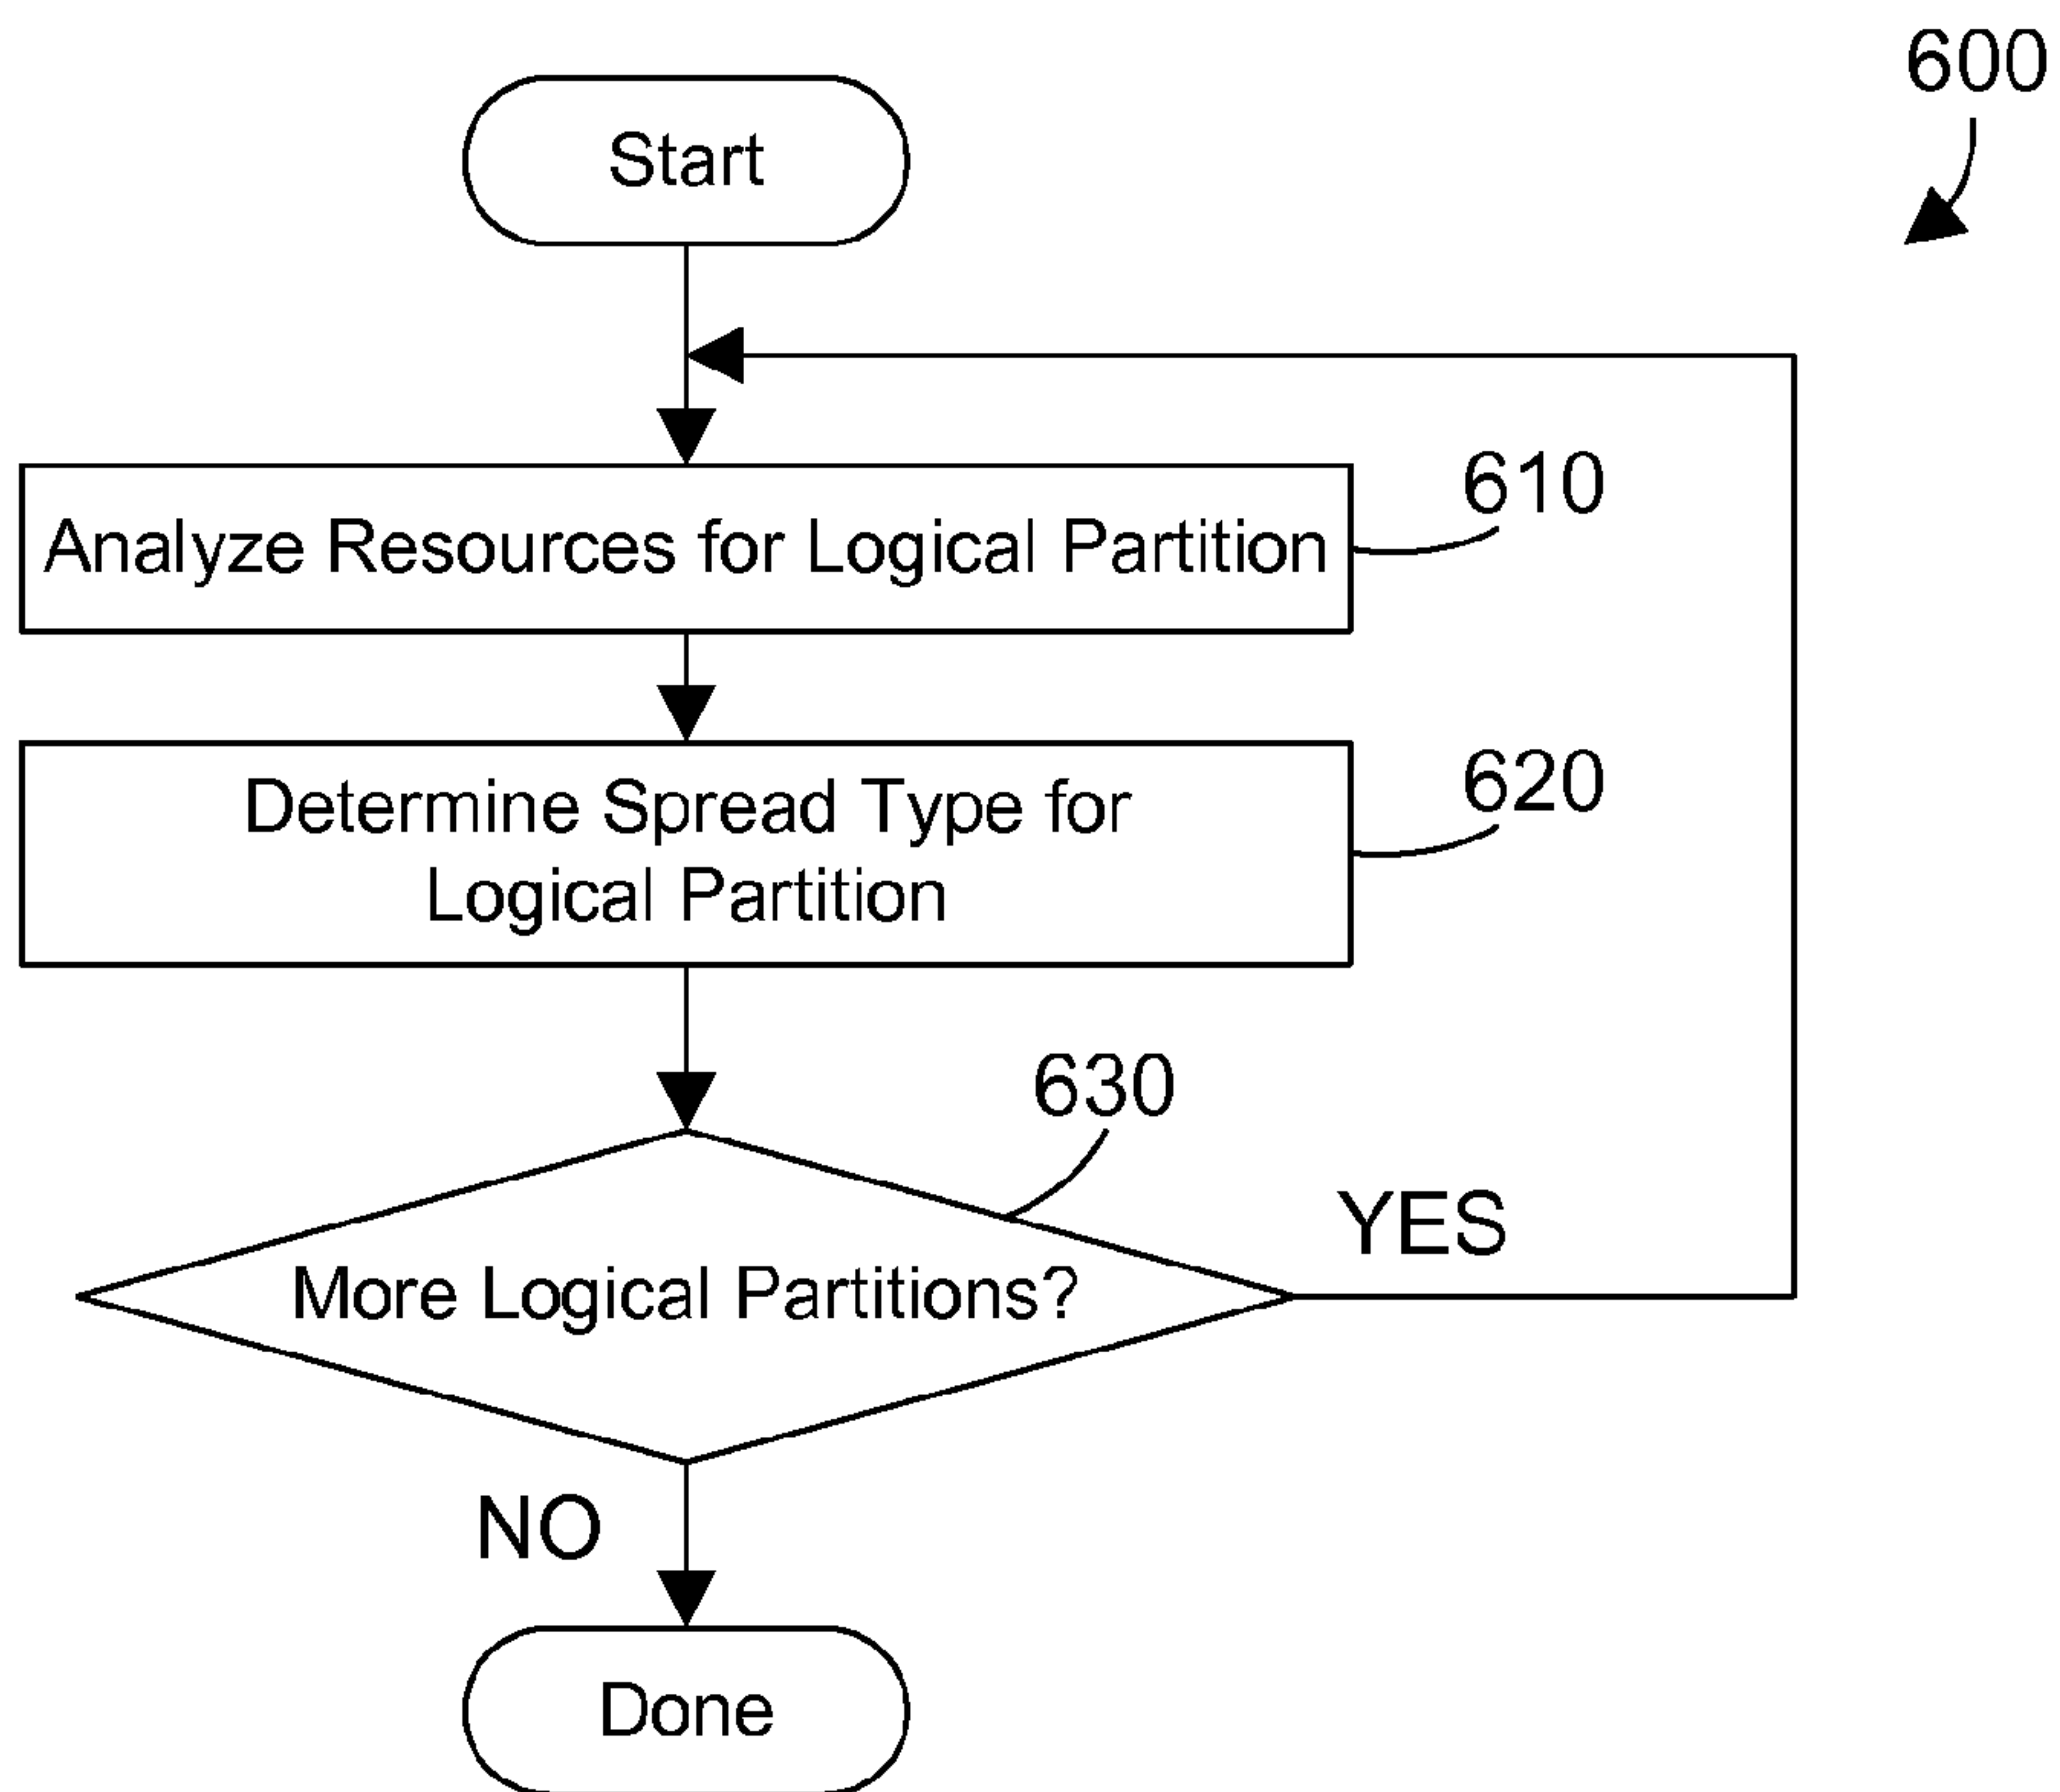 600
Start
Analyze Resources for Logical Partition
610
Determine Spread Type for
Logical Partition
620
630
More Logical Partitions?
YES
NO
Done